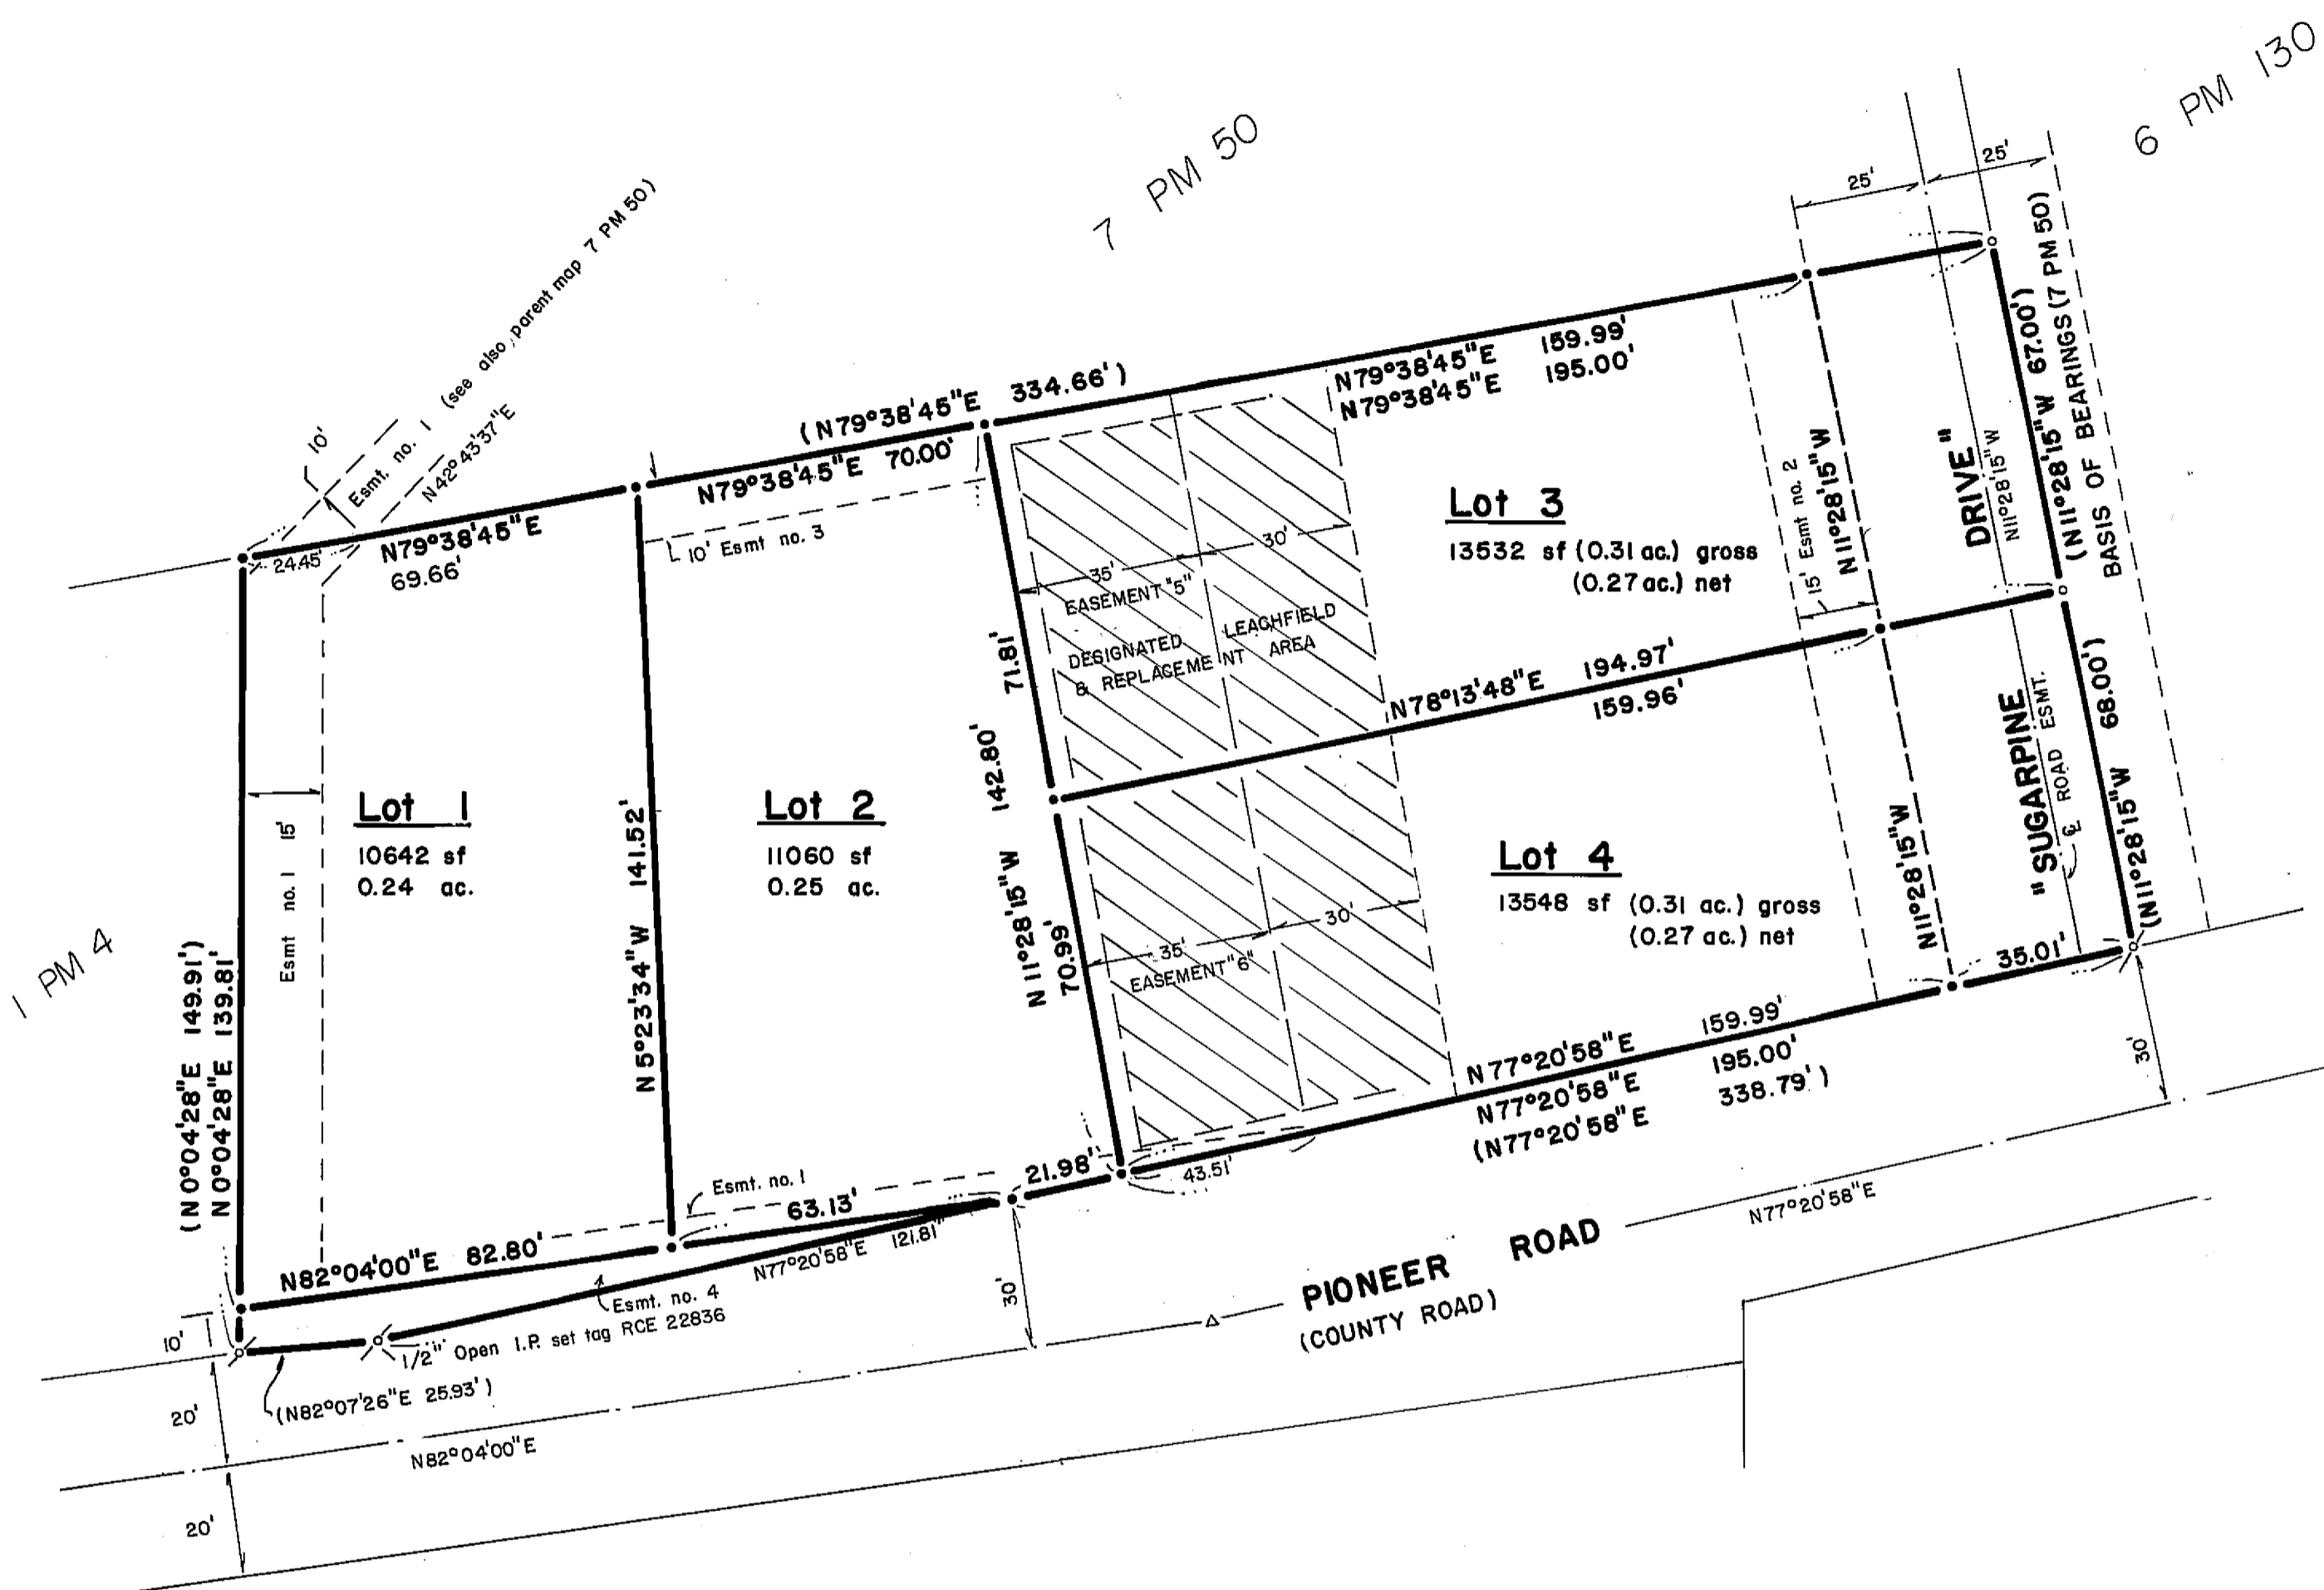 6 PM 130
7 PM 50
1 PM 4
25'
25'
10'
Esmt. no. 1 (see also parent map 7 PM 50)
N42°43'37"E
24.45'
N79°38'45"E
69.66'
(N79°38'45"E 334.66')
N79°38'45"E 70.00'
10' Esmt no. 3
N79°38'45"E 159.99'
N79°38'45"E 195.00'
(N11°28'15"W 67.00')
BASIS OF BEARINGS (7 PM 50)
Lot 3
13532 sf (0.31 ac.) gross
(0.27 ac.) net
15' Esmt no. 2
N11°28'15"W
DRIVE"
N11°28'15"W
30'
35'
EASEMENT "5"
DESIGNATED LEACHFIELD
& REPLACEMENT AREA
71.81'
142.80'
N11°28'15"W
70.99'
N78°13'48"E 194.97'
159.96'
Lot 1
10642 sf
0.24 ac.
Esmt no. 1 15'
(N0°04'28"E 149.91')
N0°04'28"E 139.81'
N5°23'34"W 141.52'
Lot 2
11060 sf
0.25 ac.
Lot 4
13548 sf (0.31 ac.) gross
(0.27 ac.) net
30'
35'
EASEMENT "6"
N11°28'15"W
"SUGARPINE
℄ ROAD ESMT.
(N11°28'15"W 68.00')
35.01'
N77°20'58"E 159.99'
N77°20'58"E 195.00'
(N77°20'58"E 338.79')
30'
21.98'
43.51'
Esmt. no. 1
63.13'
N82°04'00"E 82.80'
N77°20'58"E 121.81'
Esmt. no. 4
1/2" Open I.P. set tag RCE 22836
(N82°07'26"E 25.93')
10'
20'
20'
30'
PIONEER ROAD
(COUNTY ROAD)
N77°20'58"E
N82°04'00"E